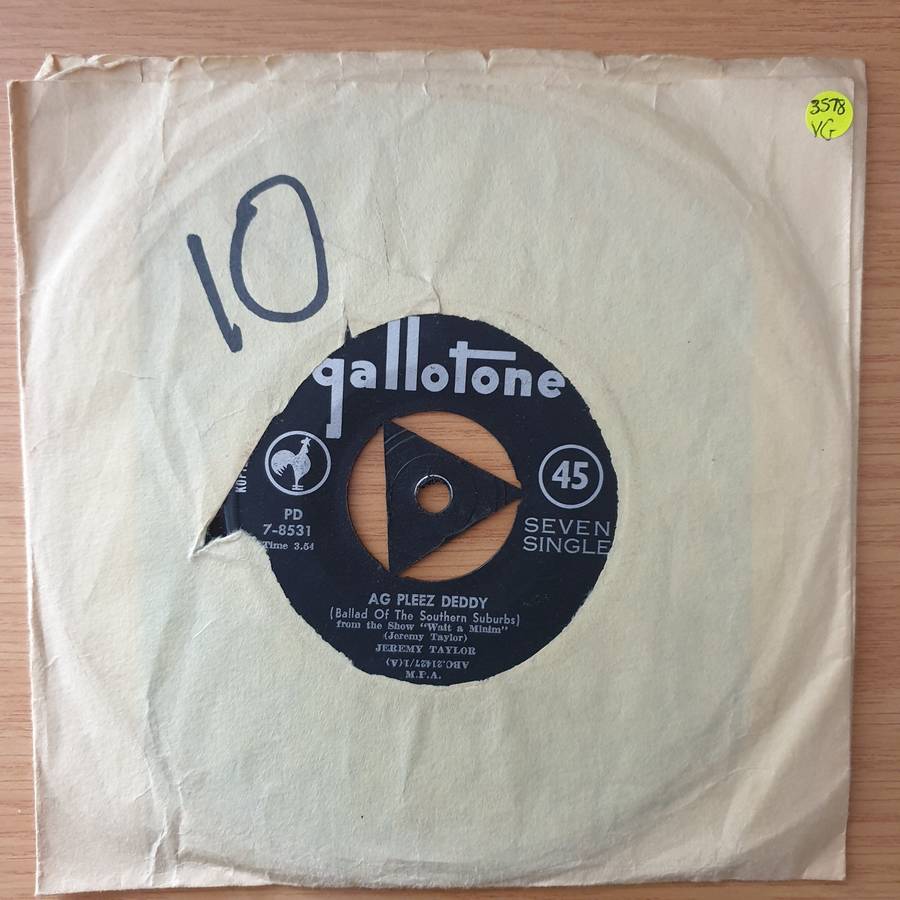 3578
VG
10
gallotone
45
SEVEN
SINGLE
PD
7-8531
Time 3.54
AG PLEEZ DEDDY
(Ballad Of The Southern Suburbs)
from the Show "Wait a Minim"
(Jeremy Taylor)
JEREMY TAYLOR
ABC.21427/1(A)
M.P.A.